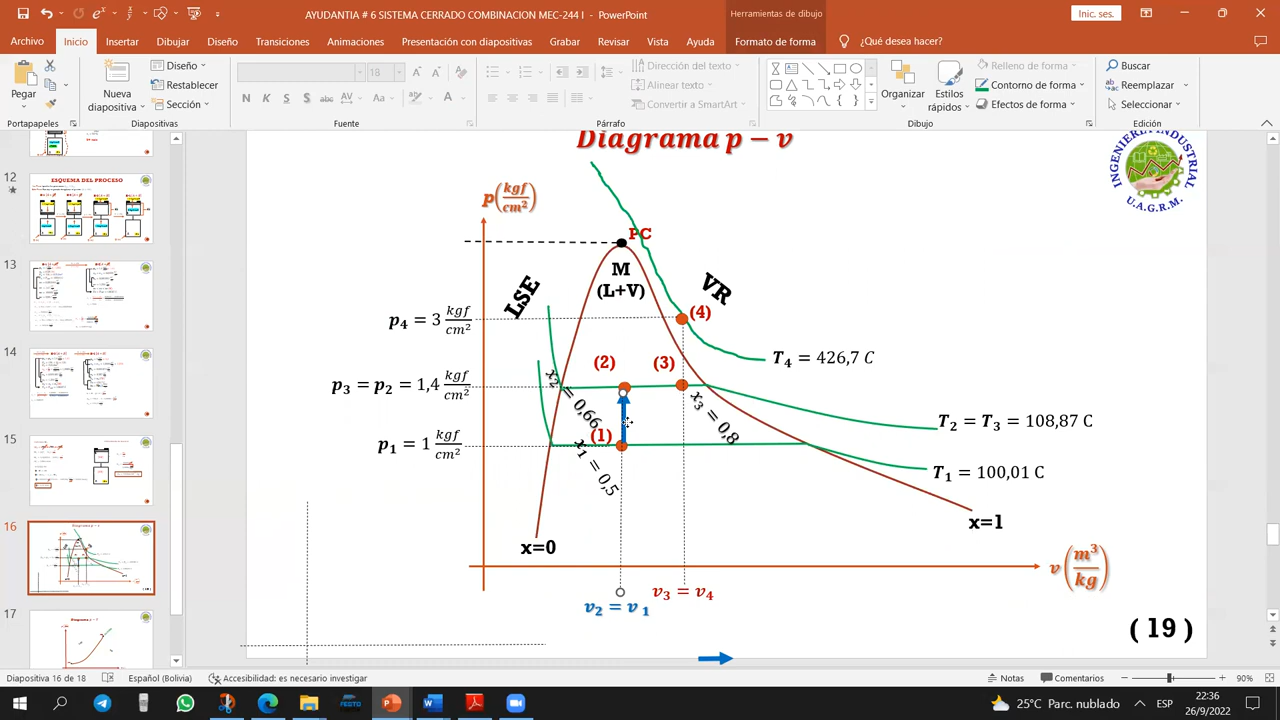 AYUDANTIA # 6 SISTEMA CERRADO COMBINACION MEC-244 I - PowerPoint
Herramientas de dibujo
Inic. ses.
Archivo
Inicio
Insertar
Dibujar
Diseño
Transiciones
Animaciones
Presentación con diapositivas
Grabar
Revisar
Vista
Ayuda
Formato de forma
¿Qué desea hacer?
Pegar
Nueva diapositiva
Diseño
Restablecer
Sección
18
N K S S abc AV Aa
Dirección del texto
Alinear texto
Convertir a SmartArt
Organizar
Estilos rápidos
Relleno de forma
Contorno de forma
Efectos de forma
Buscar
Reemplazar
Seleccionar
Portapapeles
Diapositivas
Fuente
Párrafo
Dibujo
Edición
12
ESQUEMA DEL PROCESO
13
14
15
16
17
Diagrama p − v
INGENIERIA INDUSTRIAL
U.A.G.R.M.
p(kgf/cm²)
PC
M
(L+V)
LSE
VR
(4)
p₄ = 3 kgf/cm²
T₄ = 426,7 C
(2)
(3)
p₃ = p₂ = 1,4 kgf/cm²
x₂ = 0,66
x₃ = 0,8
T₂ = T₃ = 108,87 C
(1)
p₁ = 1 kgf/cm²
x₁ = 0,5
T₁ = 100,01 C
x=0
x=1
v(m³/kg)
v₂ = v₁
v₃ = v₄
( 19 )
Diapositiva 16 de 18
Español (Bolivia)
Accesibilidad: es necesario investigar
Notas
Comentarios
90%
25°C Parc. nublado
ESP
22:36
26/9/2022